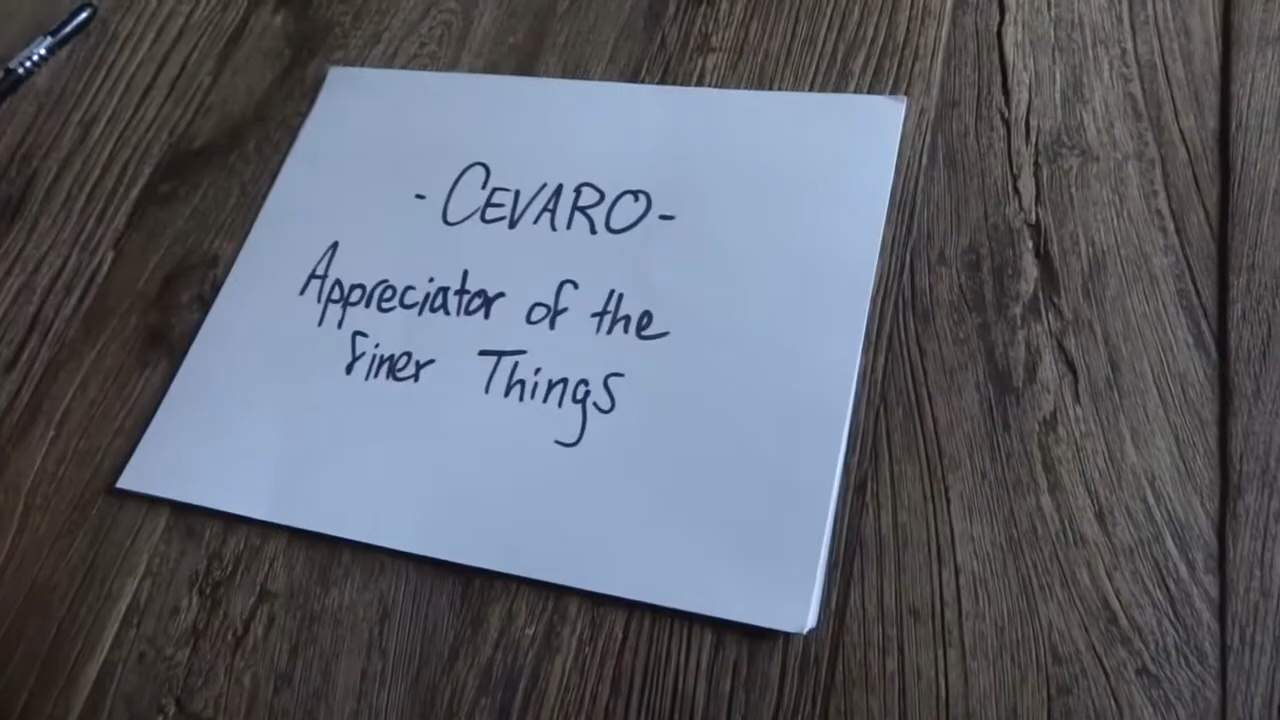 - CEVARO -
Appreciator of the
finer Things